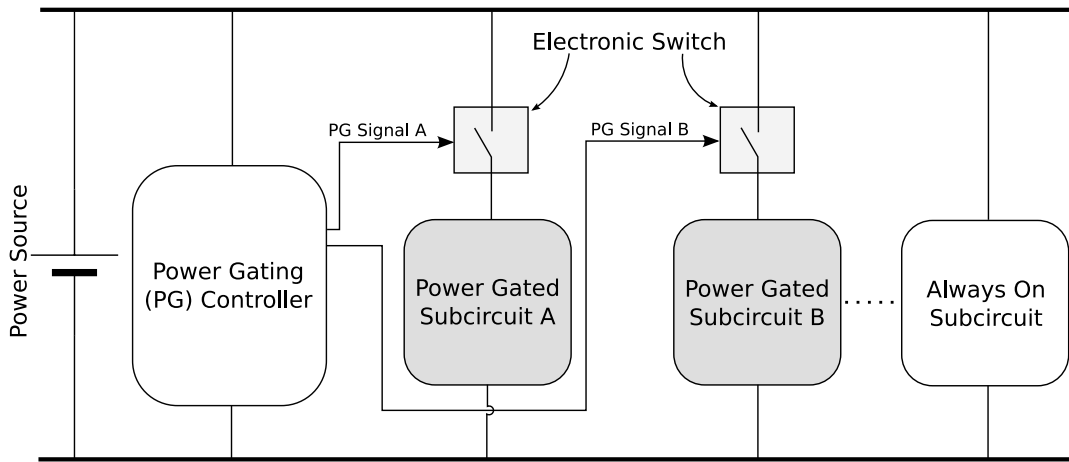 Electronic Switch
PG Signal A
PG Signal B
Power Source
Power Gating
(PG) Controller
Power Gated
Subcircuit A
Power Gated
Subcircuit B
Always On
Subcircuit